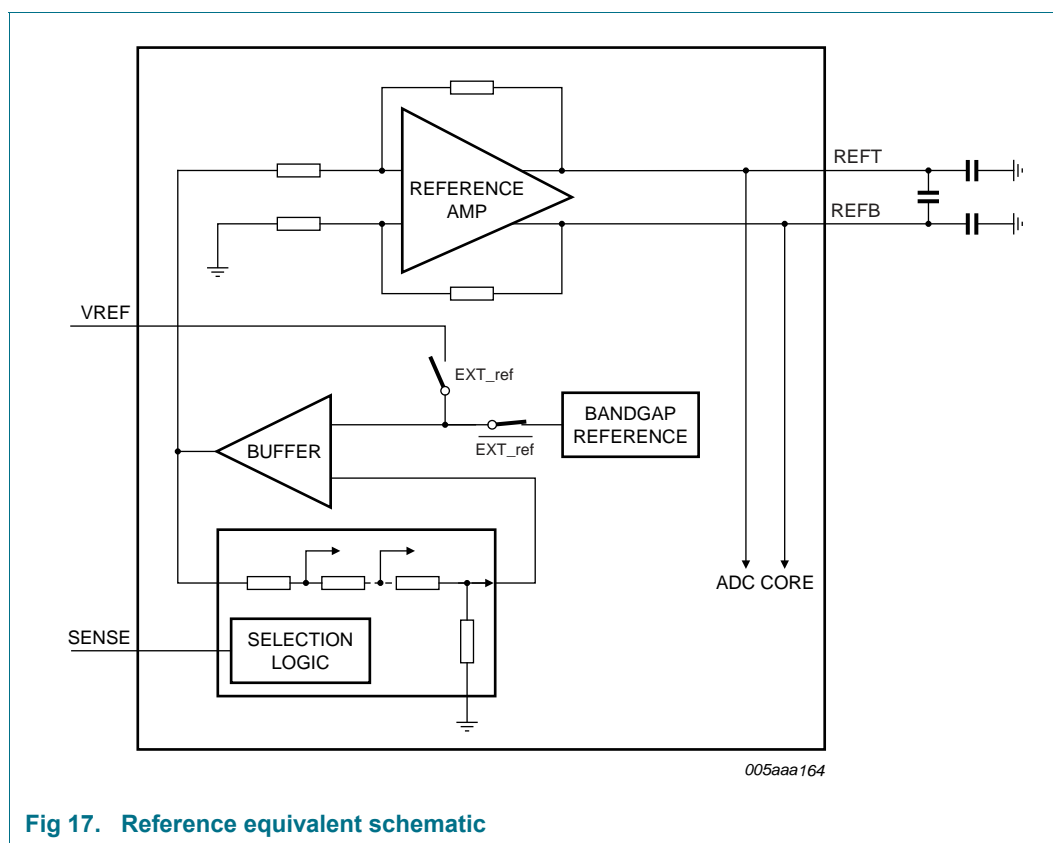 REFT
REFERENCE
AMP
REFB
VREF
EXT_ref
BANDGAP
REFERENCE
EXT_ref
BUFFER
ADC CORE
SENSE
SELECTION
LOGIC
005aaa164
Fig 17. Reference equivalent schematic